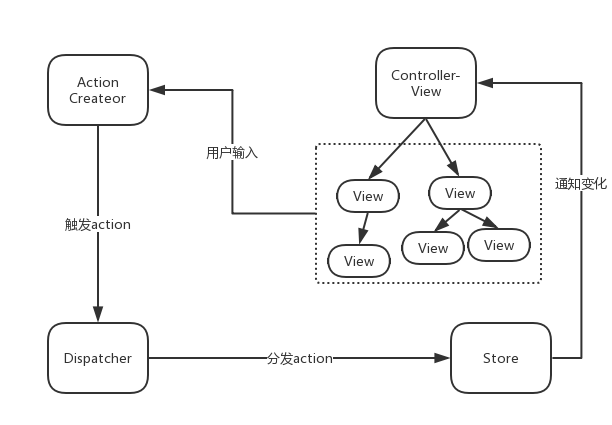 Action
Createor
Controller-
View
用户输入
通知变化
View
View
触发action
View
View
View
Dispatcher
分发action
Store